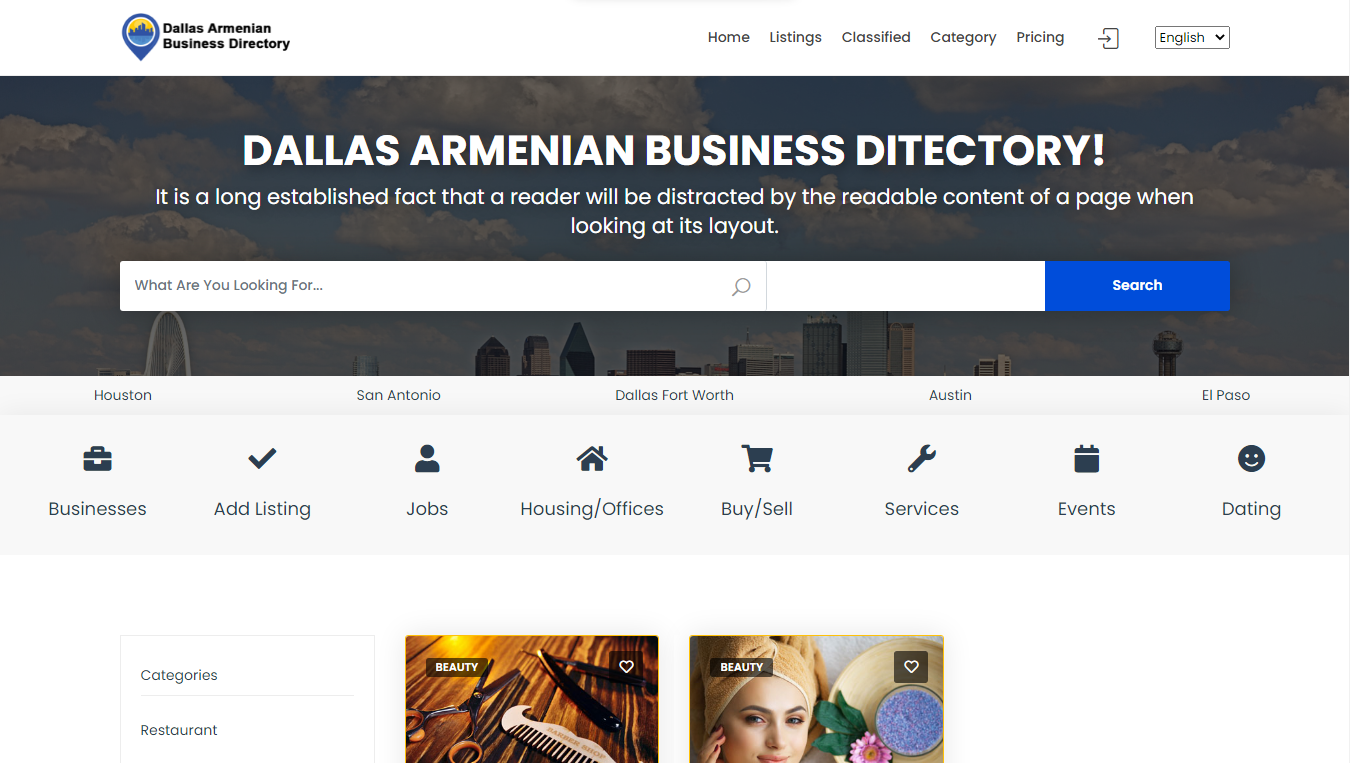 Dallas Armenian
Business Directory
Home Listings Classified Category Pricing English
DALLAS ARMENIAN BUSINESS DITECTORY!
It is a long established fact that a reader will be distracted by the readable content of a page when
looking at its layout.
What Are You Looking For... Search
Houston San Antonio Dallas Fort Worth Austin El Paso
Businesses Add Listing Jobs Housing/Offices Buy/Sell Services Events Dating
Categories
Restaurant
BEAUTY
BARBER SHOP
BEAUTY